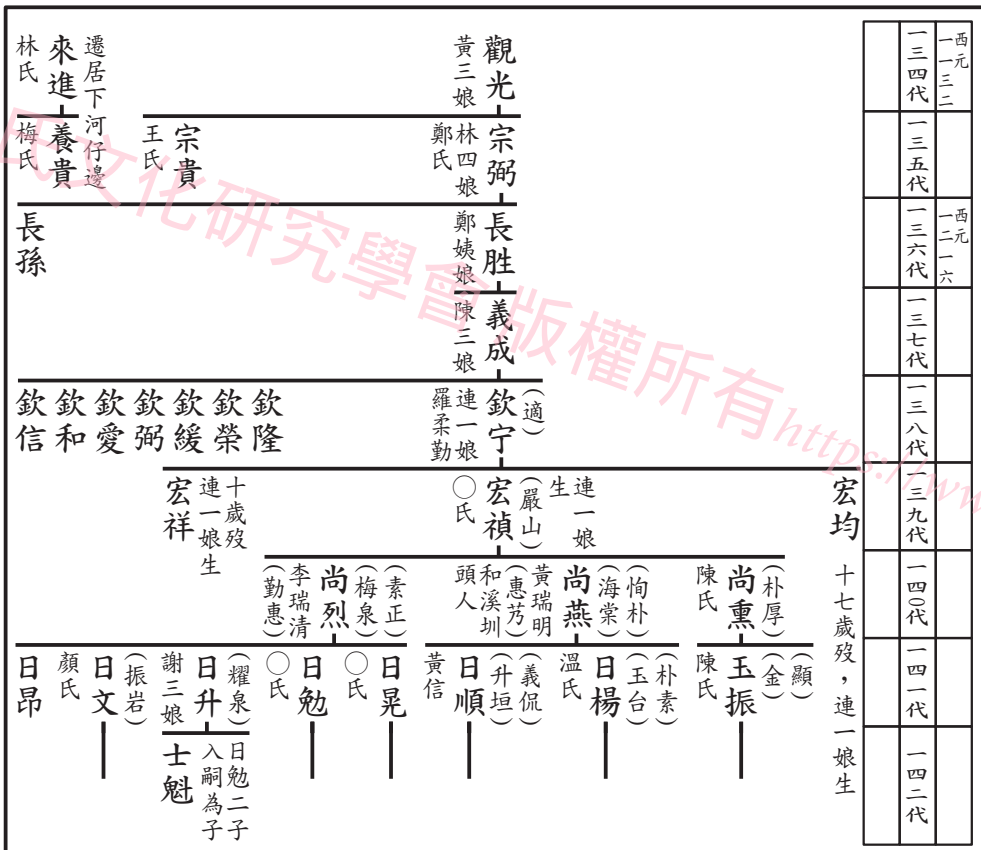 西元一一三二
西元一二一六
一三四代
一三五代
一三六代
一三七代
一三八代
一三九代
一四〇代
一四一代
一四二代
觀光
黃三娘
來進
遷居下河仔邊
林氏
宗弼
林四娘
鄭氏
宗貴
王氏
養貴
梅氏
長胜
鄭姨娘
長孫
義成
陳三娘
(適)
欽宁
連一娘
羅柔勤
欽隆
欽榮
欽緩
欽弼
欽愛
欽和
欽信
宏均
十七歲歿，連一娘生
連一娘
生
(嚴山)
宏禎
〇氏
十歲歿
連一娘生
宏祥
(朴厚)
尚熏
陳氏
(恂朴)
(海棠)
尚燕
黃瑞明
(惠芍)
和溪圳
頭人
(素正)
(梅泉)
尚烈
李瑞清
(勤惠)
(顯)
(金)
玉振
陳氏
(朴素)
(玉台)
日楊
溫氏
(義侃)
(升垣)
日順
黃信
日晃
〇氏
日勉
〇氏
(耀泉)
日升
謝三娘
(振岩)
日文
顏氏
日昂
日勉二子
入嗣為子
士魁
氏文化研究學會 版權所有https://ww